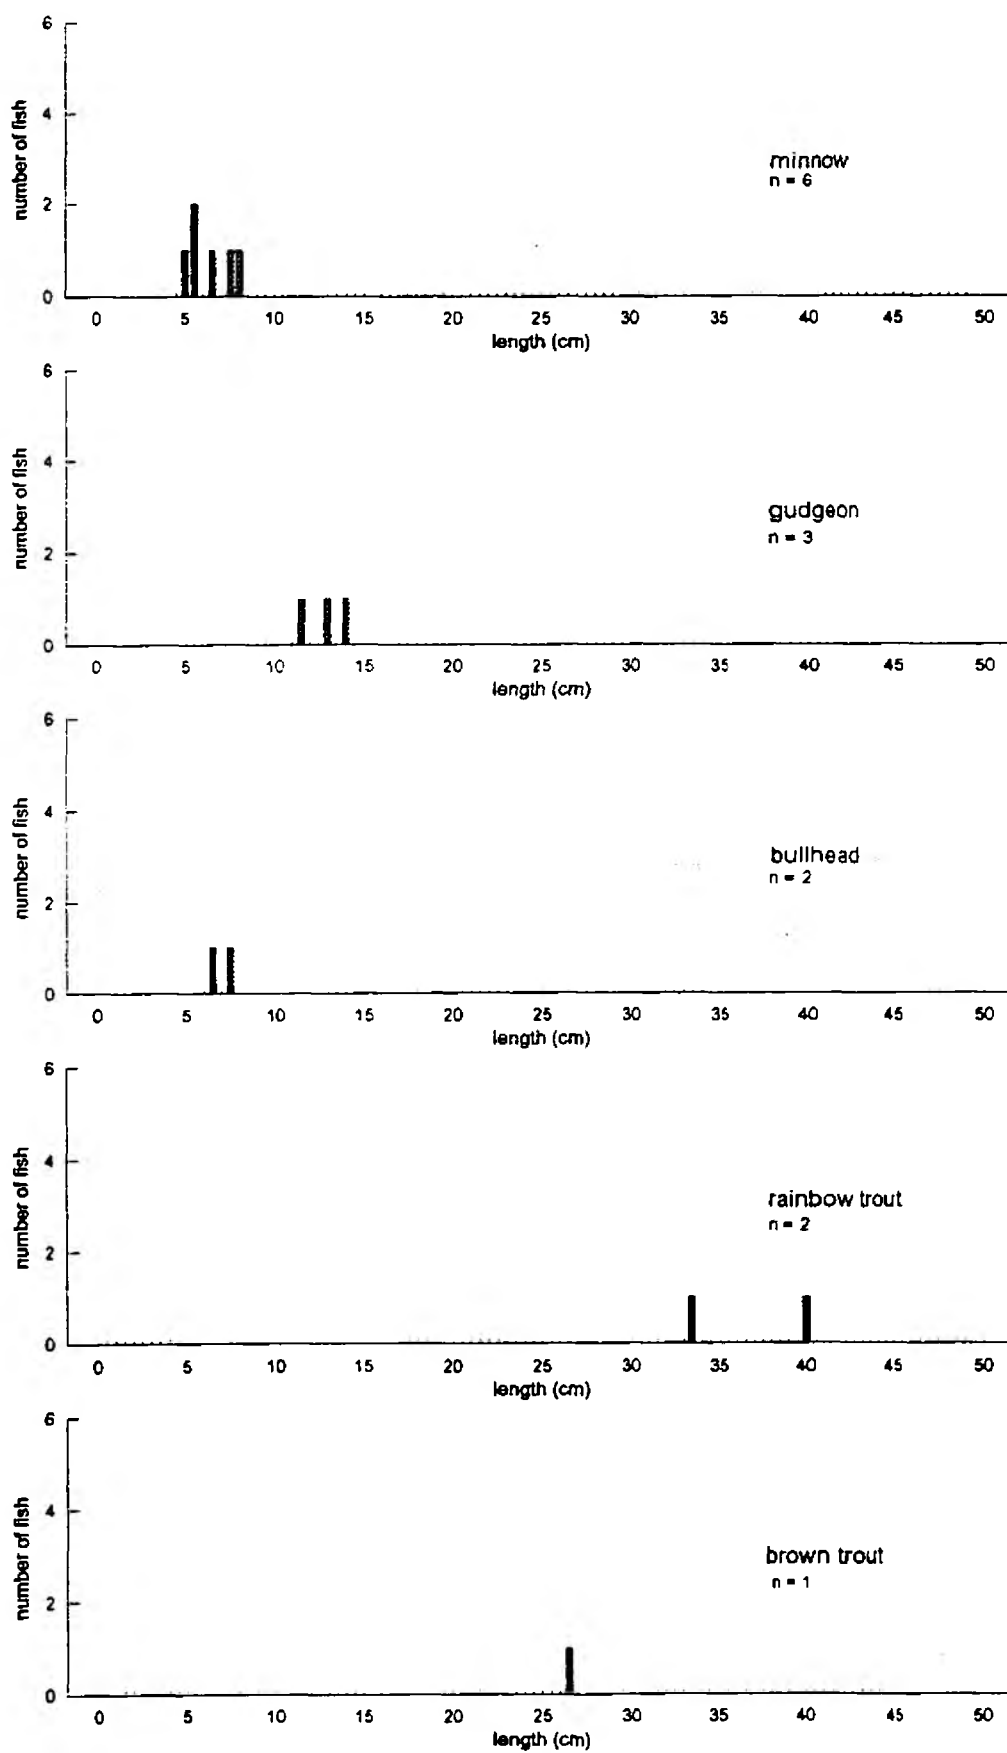 6
4
2
0
number of fish
minnow
n = 6
0 5 10 15 20 25 30 35 40 45 50
length (cm)
6
4
2
0
number of fish
gudgeon
n = 3
0 5 10 15 20 25 30 35 40 45 50
length (cm)
6
4
2
0
number of fish
bullhead
n = 2
0 5 10 15 20 25 30 35 40 45 50
length (cm)
6
4
2
0
number of fish
rainbow trout
n = 2
0 5 10 15 20 25 30 35 40 45 50
length (cm)
6
4
2
0
number of fish
brown trout
n = 1
0 5 10 15 20 25 30 35 40 45 50
length (cm)